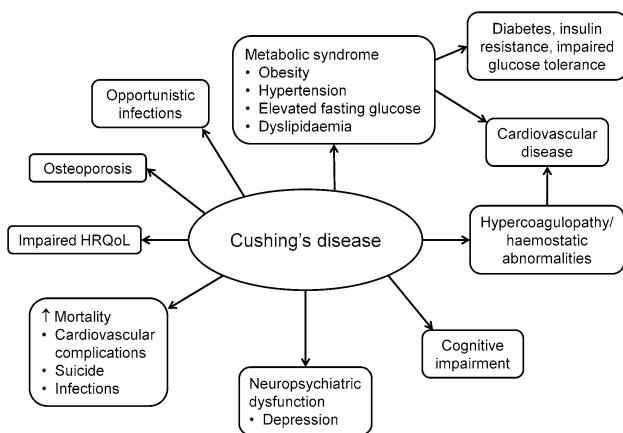 Metabolic syndrome
• Obesity
• Hypertension
• Elevated fasting glucose
• Dyslipidaemia
Diabetes, insulin
resistance, impaired
glucose tolerance
Opportunistic
infections
Cardiovascular
disease
Osteoporosis
Impaired HRQoL
Cushing's disease
Hypercoagulopathy/
haemostatic
abnormalities
↑ Mortality
• Cardiovascular
complications
• Suicide
• Infections
Neuropsychiatric
dysfunction
• Depression
Cognitive
impairment